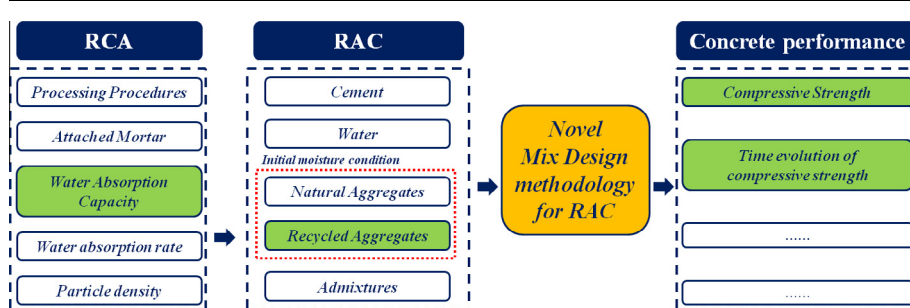 RCA
Processing Procedures
Attached Mortar
Water Absorption
Capacity
Water absorption rate
Particle density
RAC
Cement
Water
Initial moisture condition
Natural Aggregates
Recycled Aggregates
Admixtures
Novel
Mix Design
methodology
for RAC
Concrete performance
Compressive Strength
Time evolution of
compressive strength
......
......